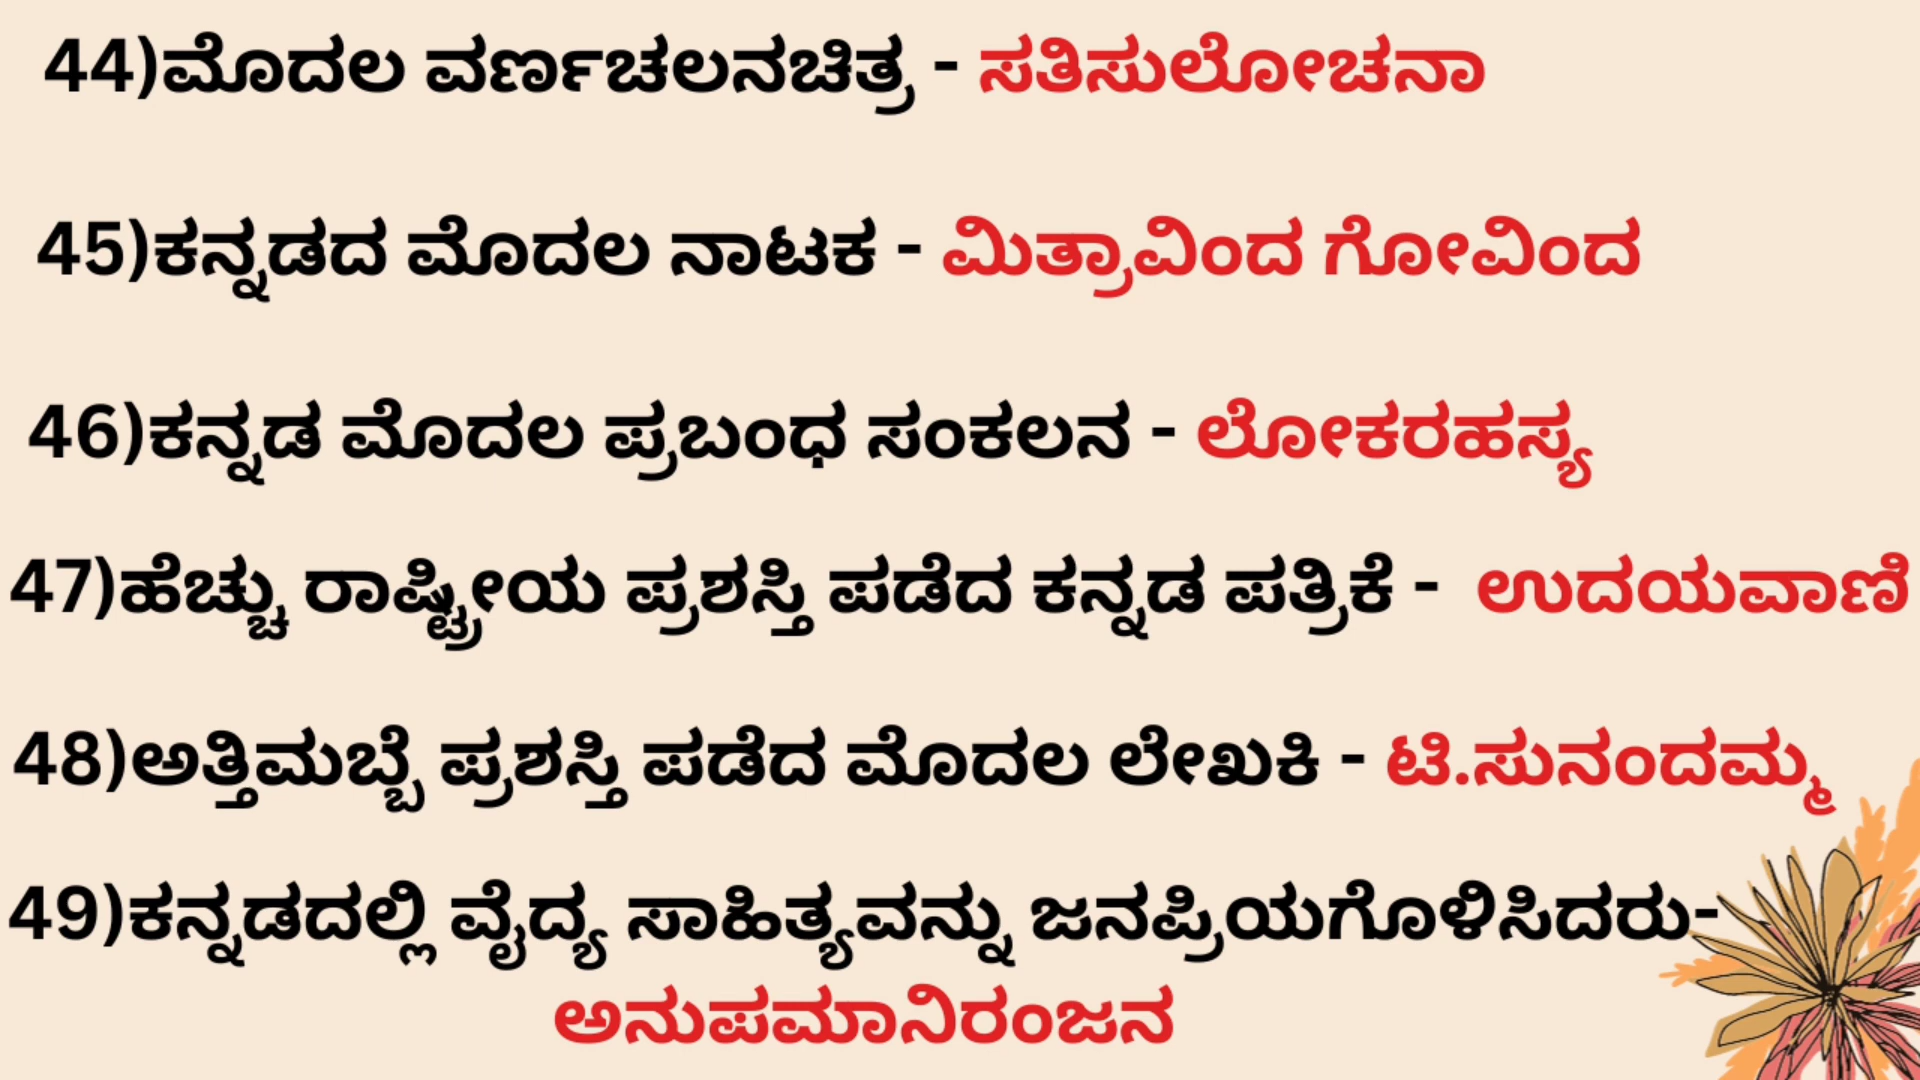 44)ಮೊದಲ ವರ್ಣಚಲನಚಿತ್ರ - ಸತಿಸುಲೋಚನಾ
45)ಕನ್ನಡದ ಮೊದಲ ನಾಟಕ - ಮಿತ್ರಾವಿಂದ ಗೋವಿಂದ
46)ಕನ್ನಡ ಮೊದಲ ಪ್ರಬಂಧ ಸಂಕಲನ - ಲೋಕರಹಸ್ಯ
47)ಹೆಚ್ಚು ರಾಷ್ಟ್ರೀಯ ಪ್ರಶಸ್ತಿ ಪಡೆದ ಕನ್ನಡ ಪತ್ರಿಕೆ - ಉದಯವಾಣಿ
48)ಅತ್ತಿಮಬ್ಬೆ ಪ್ರಶಸ್ತಿ ಪಡೆದ ಮೊದಲ ಲೇಖಕಿ - ಟಿ.ಸುನಂದಮ್ಮ
49)ಕನ್ನಡದಲ್ಲಿ ವೈದ್ಯ ಸಾಹಿತ್ಯವನ್ನು ಜನಪ್ರಿಯಗೊಳಿಸಿದರು-
ಅನುಪಮಾನಿರಂಜನ